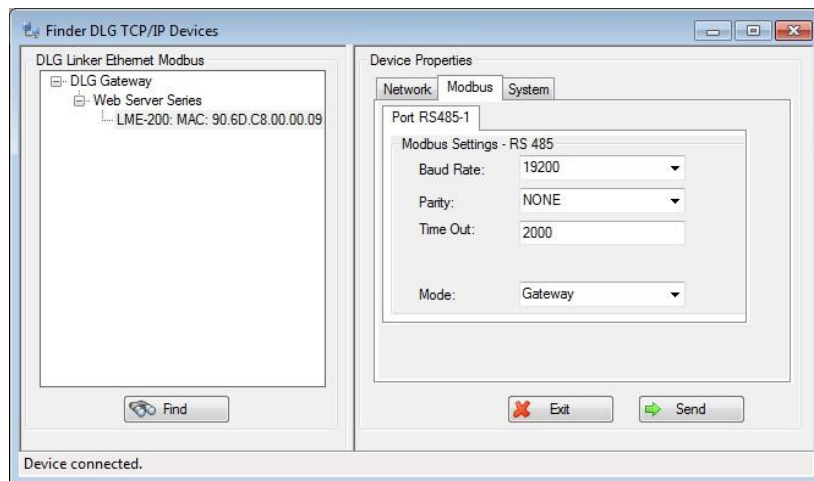 Finder DLG TCP/IP Devices
DLG Linker Ethernet Modbus
DLG Gateway
Web Server Series
LME-200: MAC: 90.6D.C8.00.00.09
Find
Device Properties
Network Modbus System
Port RS485-1
Modbus Settings - RS 485
Baud Rate: 19200
Parity: NONE
Time Out: 2000
Mode: Gateway
Exit Send
Device connected.